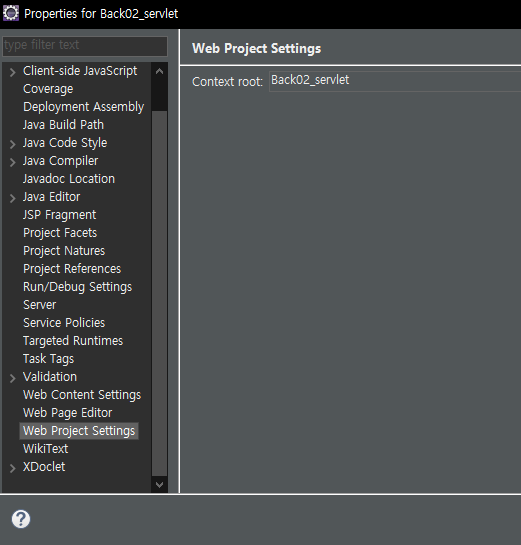 Properties for Back02_servlet
type filter text
Client-side JavaScript
Coverage
Deployment Assembly
Java Build Path
Java Code Style
Java Compiler
Javadoc Location
Java Editor
JSP Fragment
Project Facets
Project Natures
Project References
Run/Debug Settings
Server
Service Policies
Targeted Runtimes
Task Tags
Validation
Web Content Settings
Web Page Editor
Web Project Settings
WikiText
XDoclet
Web Project Settings
Context root: Back02_servlet
?